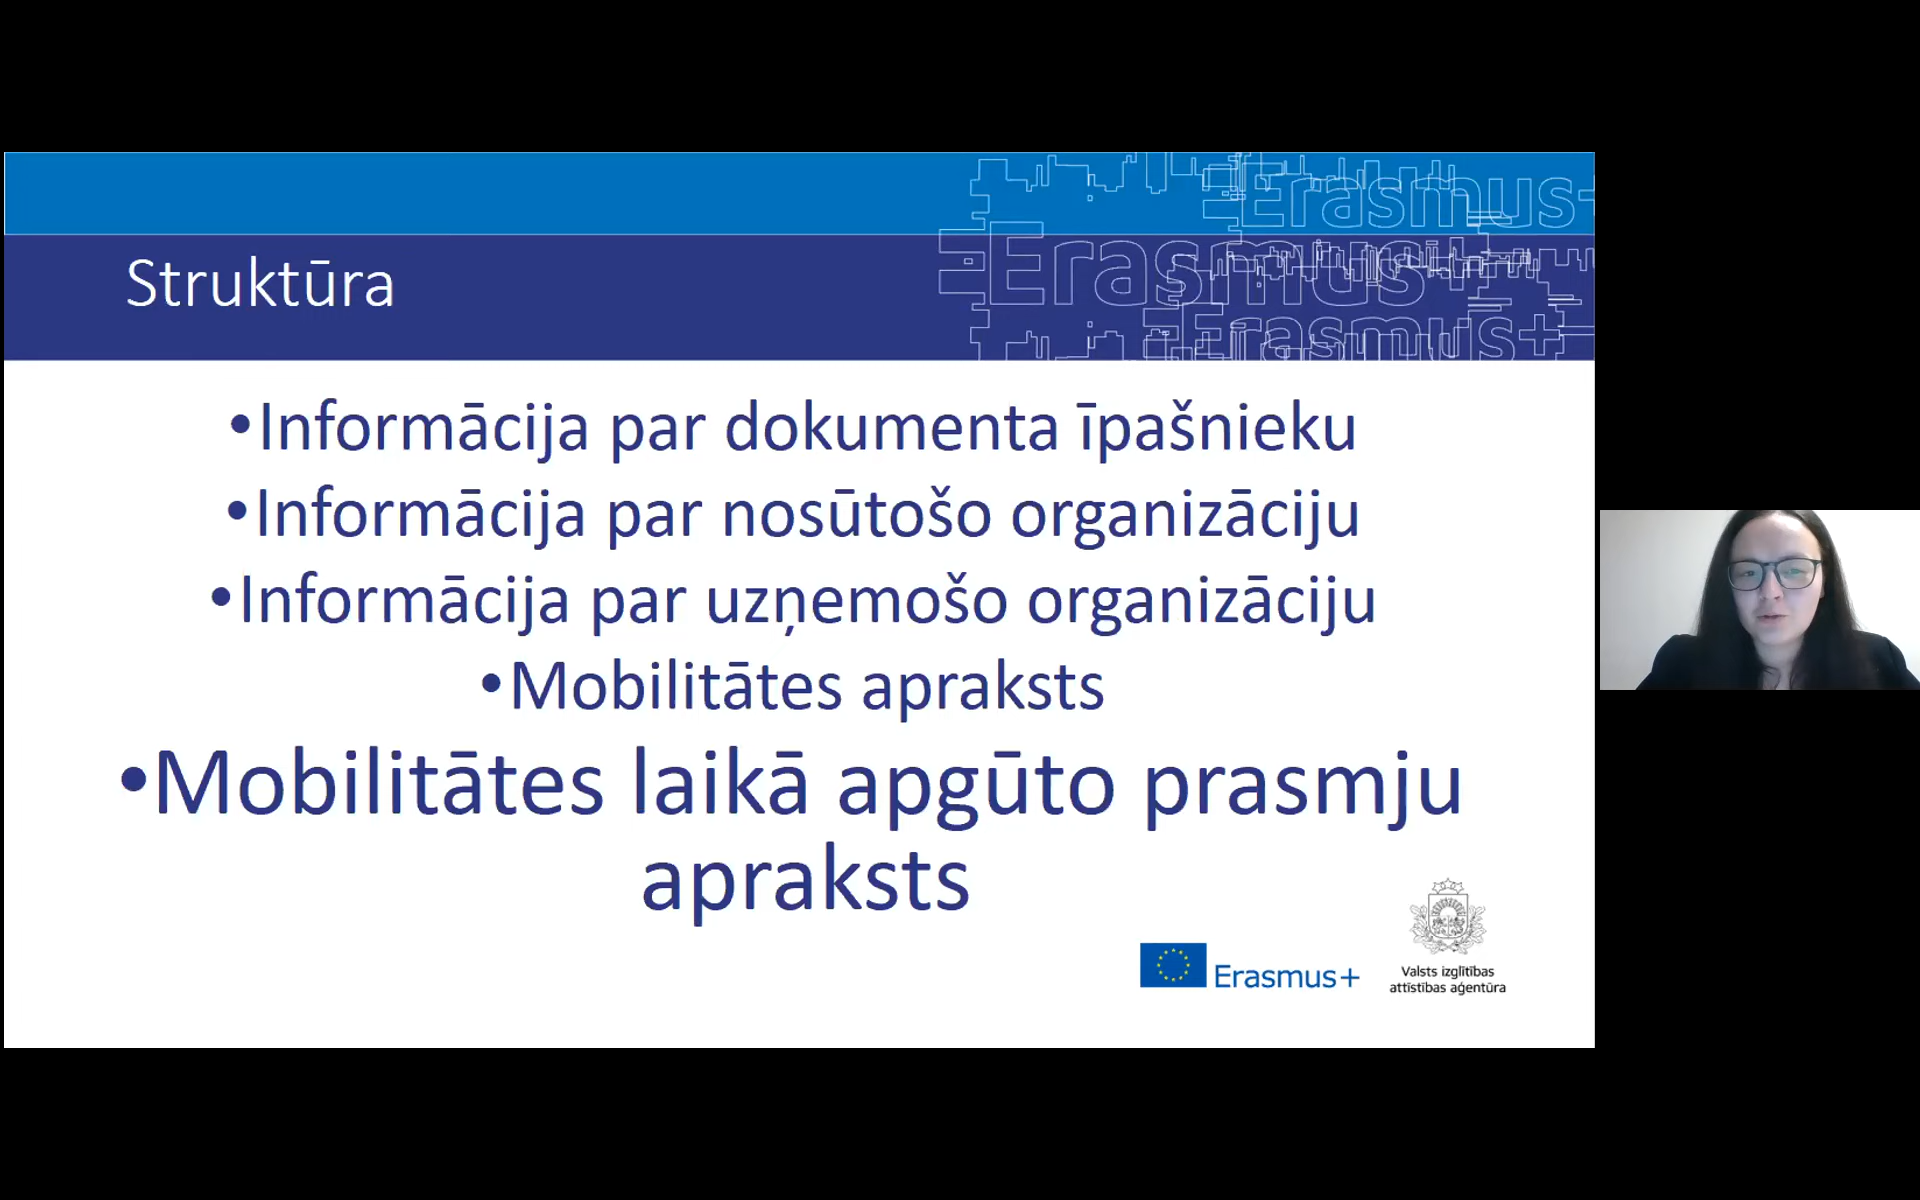 Erasmus+
Erasmus+
Erasmus+
Struktūra
•Informācija par dokumenta īpašnieku
•Informācija par nosūtošo organizāciju
•Informācija par uzņemošo organizāciju
•Mobilitātes apraksts
•Mobilitātes laikā apgūto prasmju
apraksts
Erasmus+
Valsts izglītības
attīstības aģentūra